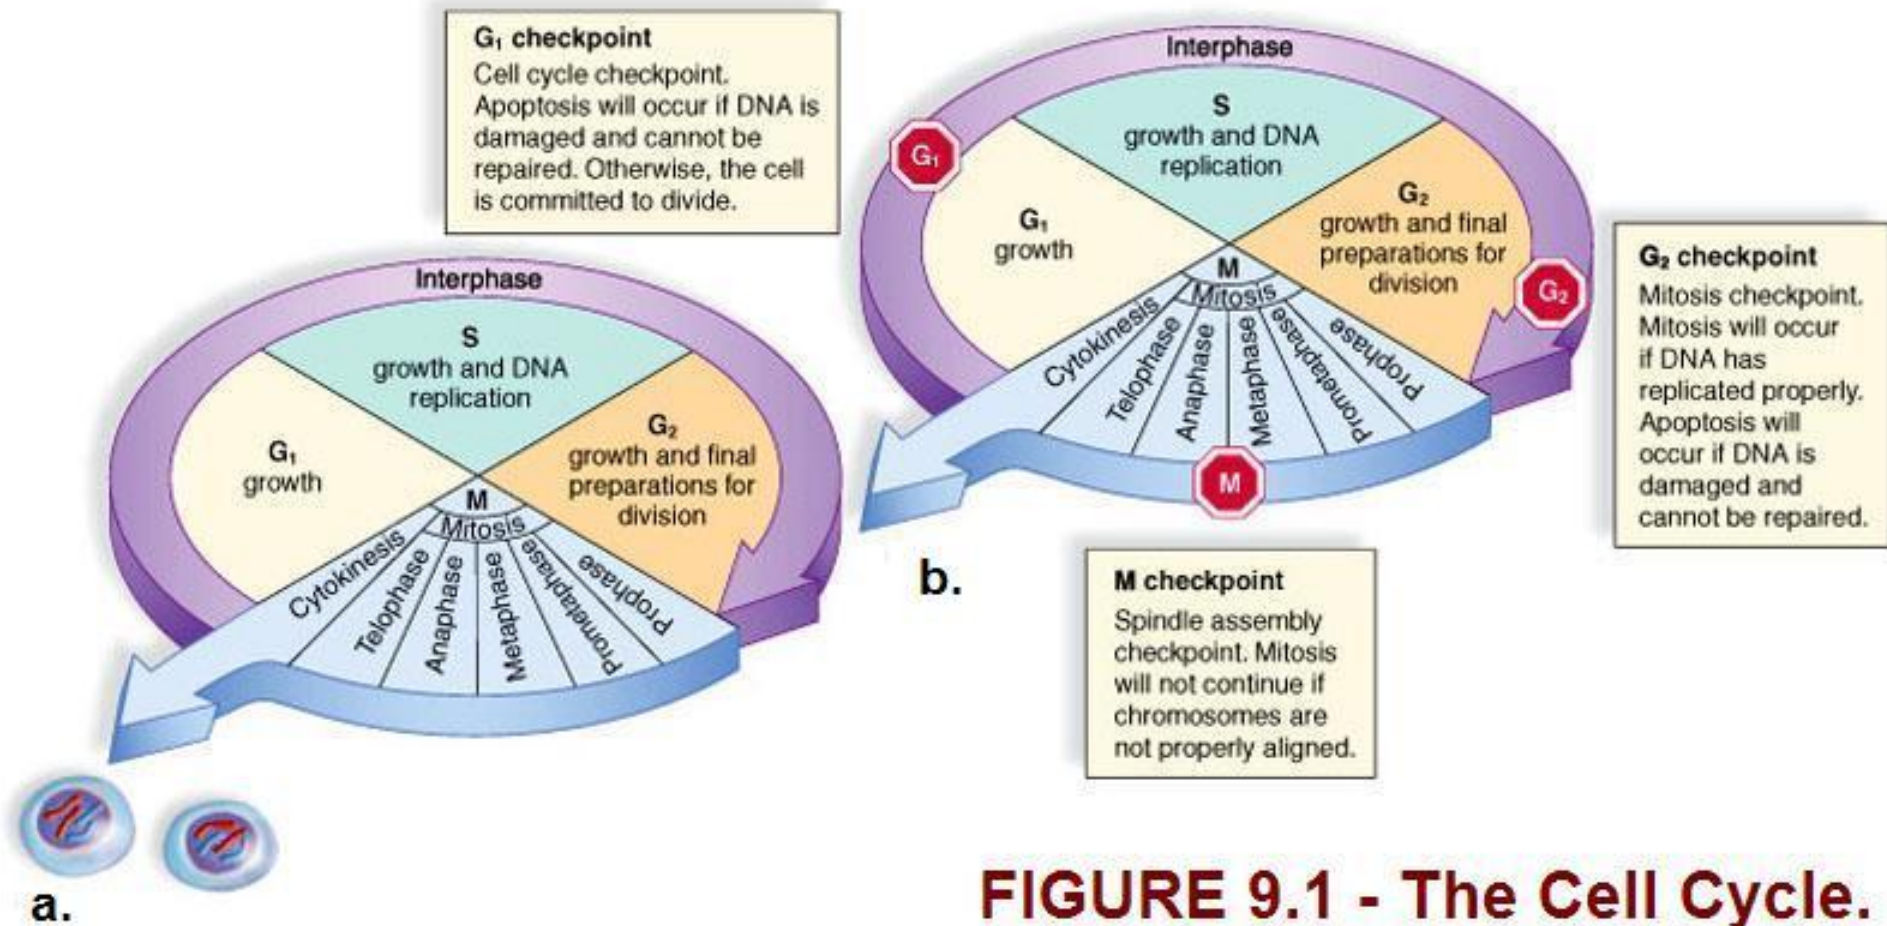 G₁ checkpoint
Cell cycle checkpoint.
Apoptosis will occur if DNA is
damaged and cannot be
repaired. Otherwise, the cell
is committed to divide.
Interphase
S
growth and DNA
replication
G₁
growth
G₂
growth and final
preparations for
division
M
Mitosis
Cytokinesis
Telophase
Anaphase
Metaphase
Prometaphase
Prophase
a.
Interphase
G₁
S
growth and DNA
replication
G₁
growth
G₂
growth and final
preparations for
division
G₂
M
Mitosis
Cytokinesis
Telophase
Anaphase
Metaphase
Prometaphase
Prophase
M
b.
G₂ checkpoint
Mitosis checkpoint.
Mitosis will occur
if DNA has
replicated properly.
Apoptosis will
occur if DNA is
damaged and
cannot be repaired.
M checkpoint
Spindle assembly
checkpoint. Mitosis
will not continue if
chromosomes are
not properly aligned.
FIGURE 9.1 - The Cell Cycle.